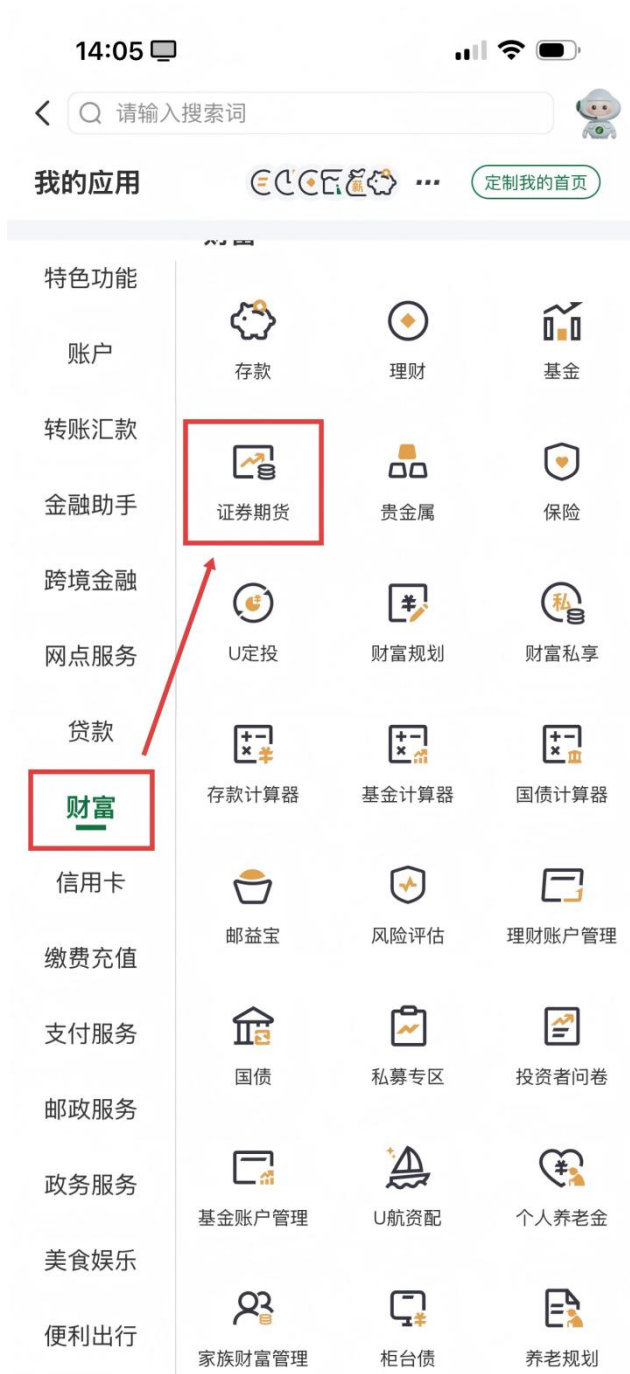 14:05
请输入搜索词
我的应用
定制我的首页
财富
特色功能
账户
转账汇款
金融助手
跨境金融
网点服务
贷款
财富
信用卡
缴费充值
支付服务
邮政服务
政务服务
美食娱乐
便利出行
存款
理财
基金
证券期货
贵金属
保险
U定投
财富规划
私
财富私享
存款计算器
基金计算器
国债计算器
邮益宝
风险评估
理财账户管理
国债
私募专区
投资者问卷
基金账户管理
U航资配
个人养老金
家族财富管理
柜台债
养老规划